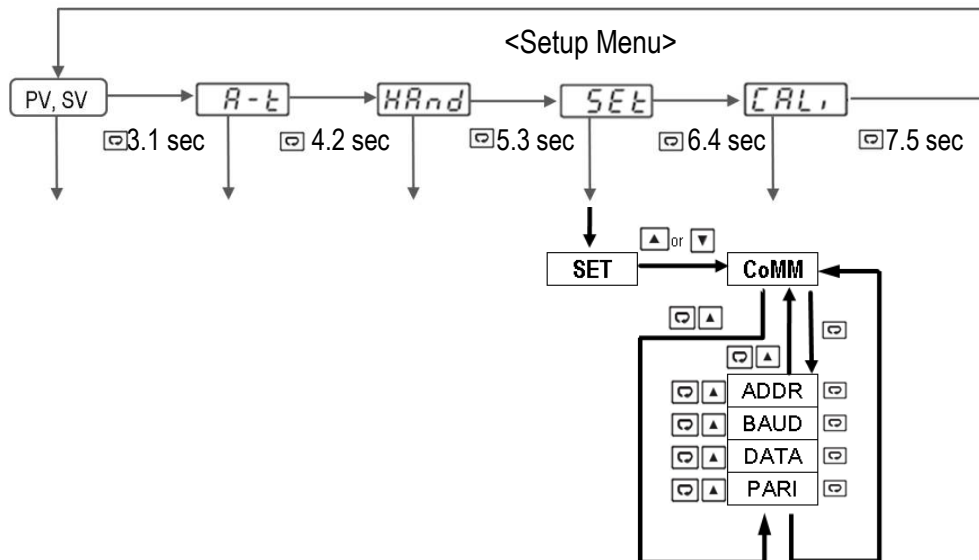 <Setup Menu>
PV, SV
A-t
HAnd
SEt
CALi
3.1 sec
4.2 sec
5.3 sec
6.4 sec
7.5 sec
or
SET
CoMM
ADDR
BAUD
DATA
PARI